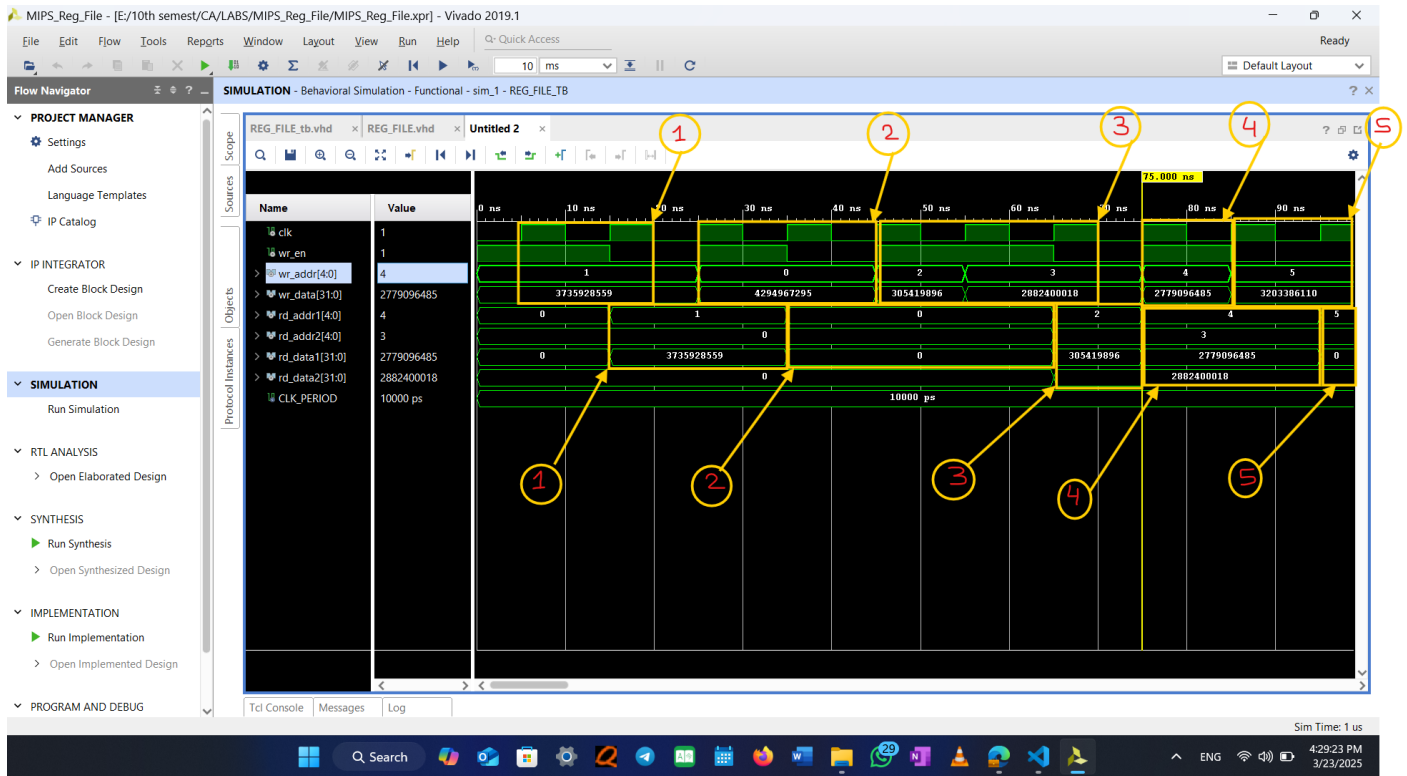 MIPS_Reg_File - [E:/10th semest/CA/LABS/MIPS_Reg_File/MIPS_Reg_File.xpr] - Vivado 2019.1
File Edit Flow Tools Reports Window Layout View Run Help Quick Access Ready
10 ms Default Layout
Flow Navigator
SIMULATION - Behavioral Simulation - Functional - sim_1 - REG_FILE_TB
PROJECT MANAGER
Settings
Add Sources
Language Templates
IP Catalog
IP INTEGRATOR
Create Block Design
Open Block Design
Generate Block Design
SIMULATION
Run Simulation
RTL ANALYSIS
Open Elaborated Design
SYNTHESIS
Run Synthesis
Open Synthesized Design
IMPLEMENTATION
Run Implementation
Open Implemented Design
PROGRAM AND DEBUG
Scope
Sources
Objects
Protocol Instances
REG_FILE_tb.vhd × REG_FILE.vhd × Untitled 2 ×
1 2 3 4 5
75.000 ns
Name Value 0 ns 10 ns 30 ns 40 ns 50 ns 60 ns 80 ns 90 ns
clk 1
wr_en 1
wr_addr[4:0] 4 1 0 2 3 4 5
wr_data[31:0] 2779096485 3735928559 4294967295 305419896 2882400018 2779096485 3203386110
rd_addr1[4:0] 4 0 1 0 2 4 5
rd_addr2[4:0] 3 0 3
rd_data1[31:0] 2779096485 0 3735928559 0 305419896 2779096485 0
rd_data2[31:0] 2882400018 0 2882400018
CLK_PERIOD 10000 ps 10000 ps
1 2 3 4 5
Tcl Console Messages Log
Sim Time: 1 us
Search
29
ENG
4:29:23 PM
3/23/2025